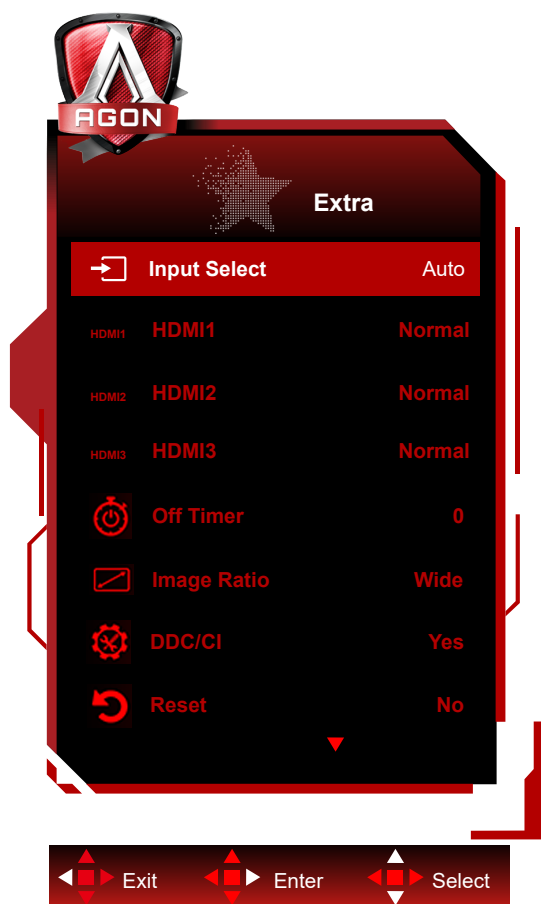 AGON
Extra
Input Select Auto
HDMI1 HDMI1 Normal
HDMI2 HDMI2 Normal
HDMI3 HDMI3 Normal
Off Timer 0
Image Ratio Wide
DDC/CI Yes
Reset No
Exit Enter Select